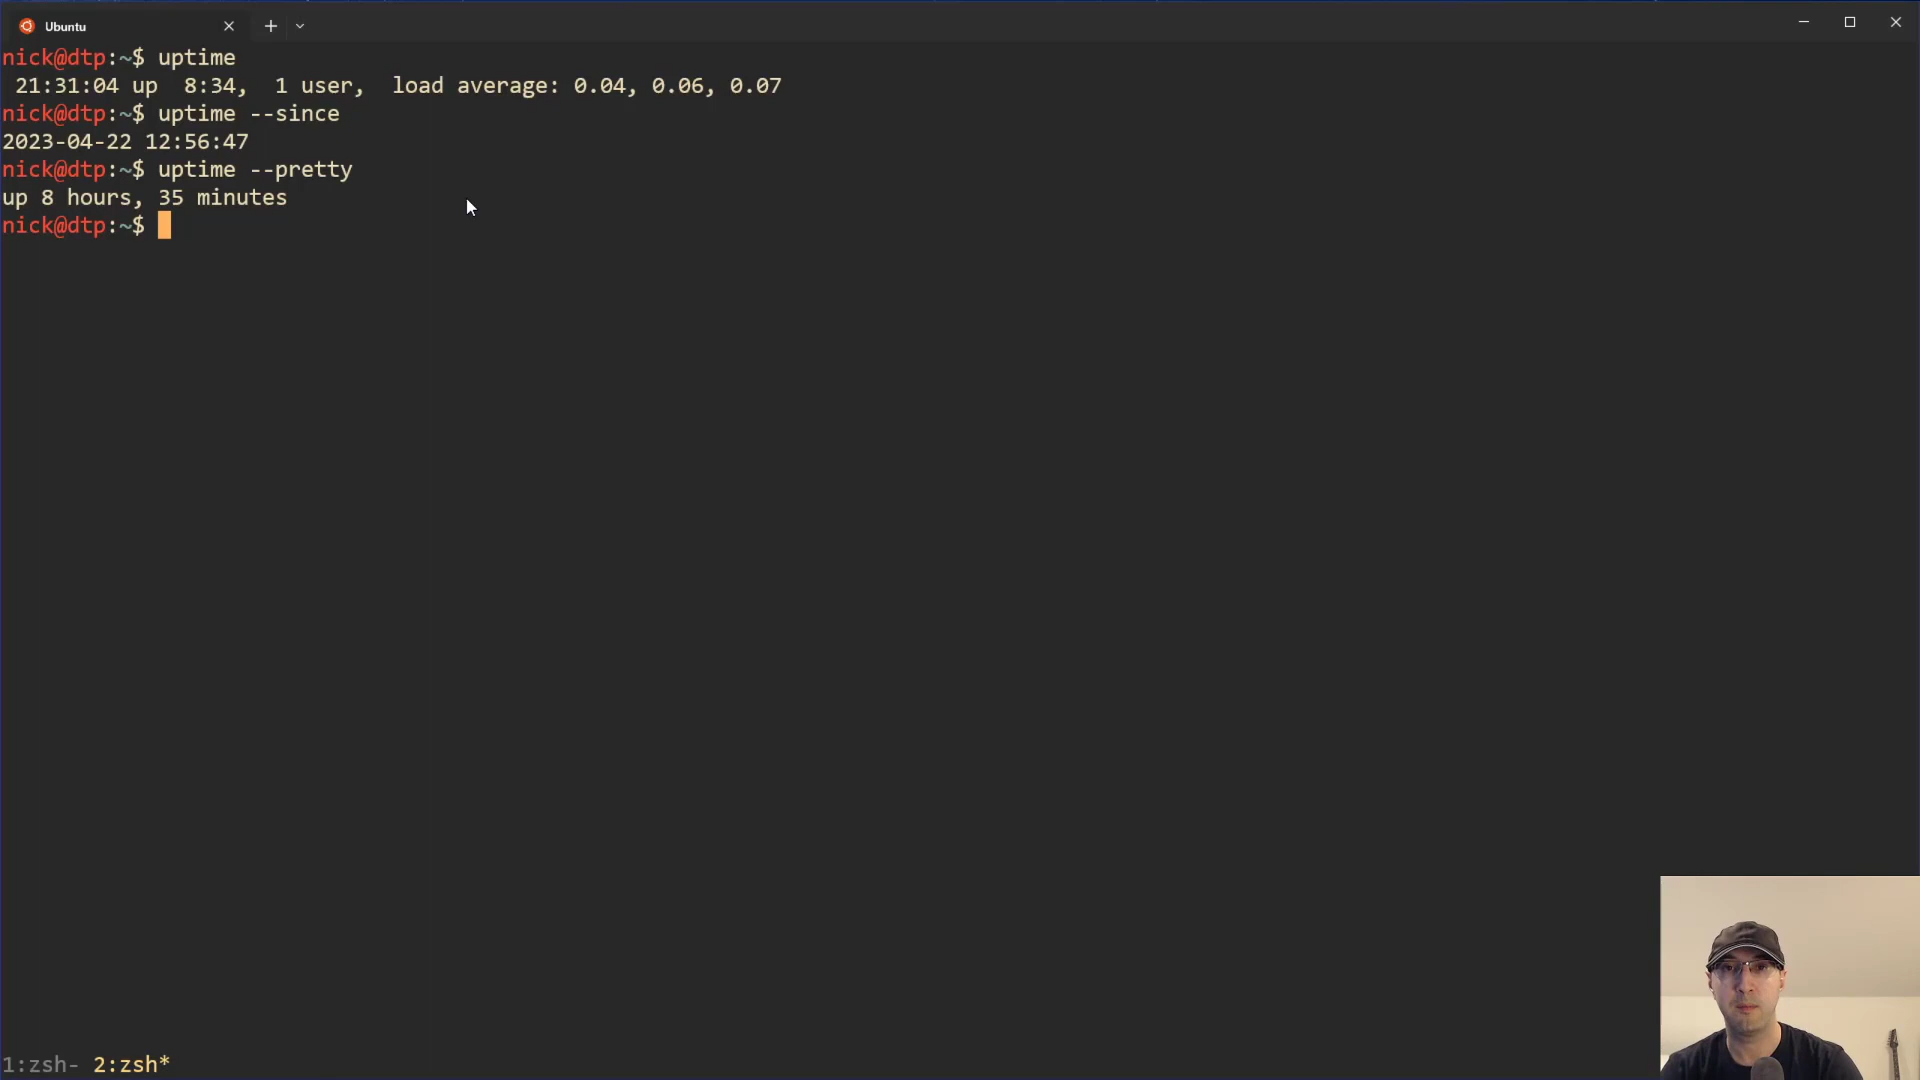 Ubuntu
nick@dtp:~$ uptime
 21:31:04 up  8:34,  1 user,  load average: 0.04, 0.06, 0.07
nick@dtp:~$ uptime --since
2023-04-22 12:56:47
nick@dtp:~$ uptime --pretty
up 8 hours, 35 minutes
nick@dtp:~$
1:zsh- 2:zsh*